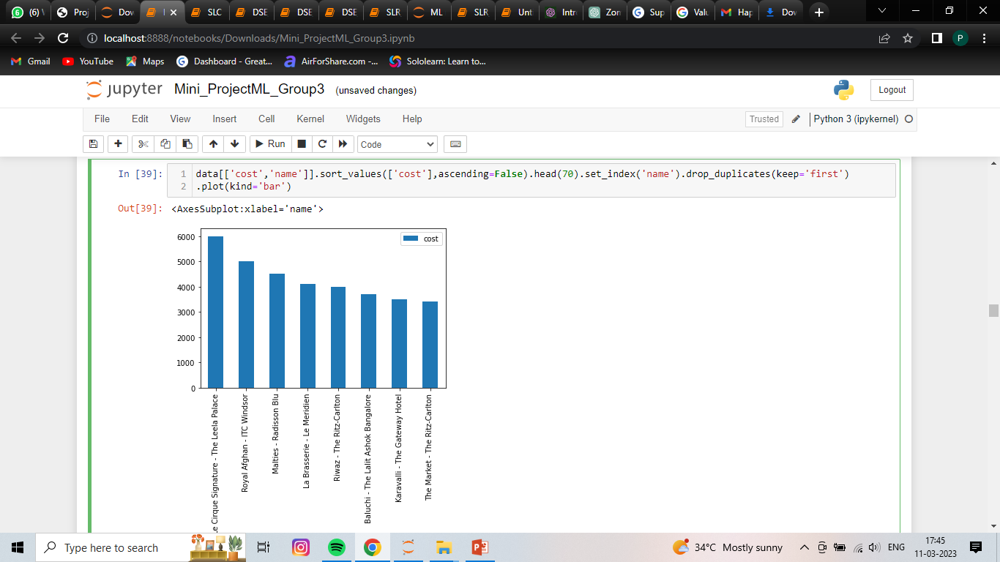 (6) \
Proj
Dov
SLC
DSE
DSE
DSE
SLR
ML
SLR
Unt
Intr
Zon
Sup
Valu
Hap
Dov
localhost:8888/notebooks/Downloads/Mini_ProjectML_Group3.ipynb
P
Gmail
YouTube
Maps
Dashboard - Great...
AirForShare.com -...
Sololearn: Learn to...
jupyter Mini_ProjectML_Group3 (unsaved changes)
Logout
File Edit View Insert Cell Kernel Widgets Help
Trusted
Python 3 (ipykernel)
Run
Code
In [39]:
1 data[['cost','name']].sort_values(['cost'],ascending=False).head(70).set_index('name').drop_duplicates(keep='first')
2 .plot(kind='bar')
Out[39]: <AxesSubplot:xlabel='name'>
cost
6000
5000
4000
3000
2000
1000
0
Le Cirque Signature - The Leela Palace
Royal Afghan - ITC Windsor
Malties - Radisson Blu
La Brasserie - Le Meridien
Riwaz - The Ritz-Carlton
Baluchi - The Lalit Ashok Bangalore
Karavalli - The Gateway Hotel
The Market - The Ritz-Carlton
Type here to search
34°C Mostly sunny
ENG
17:45
11-03-2023